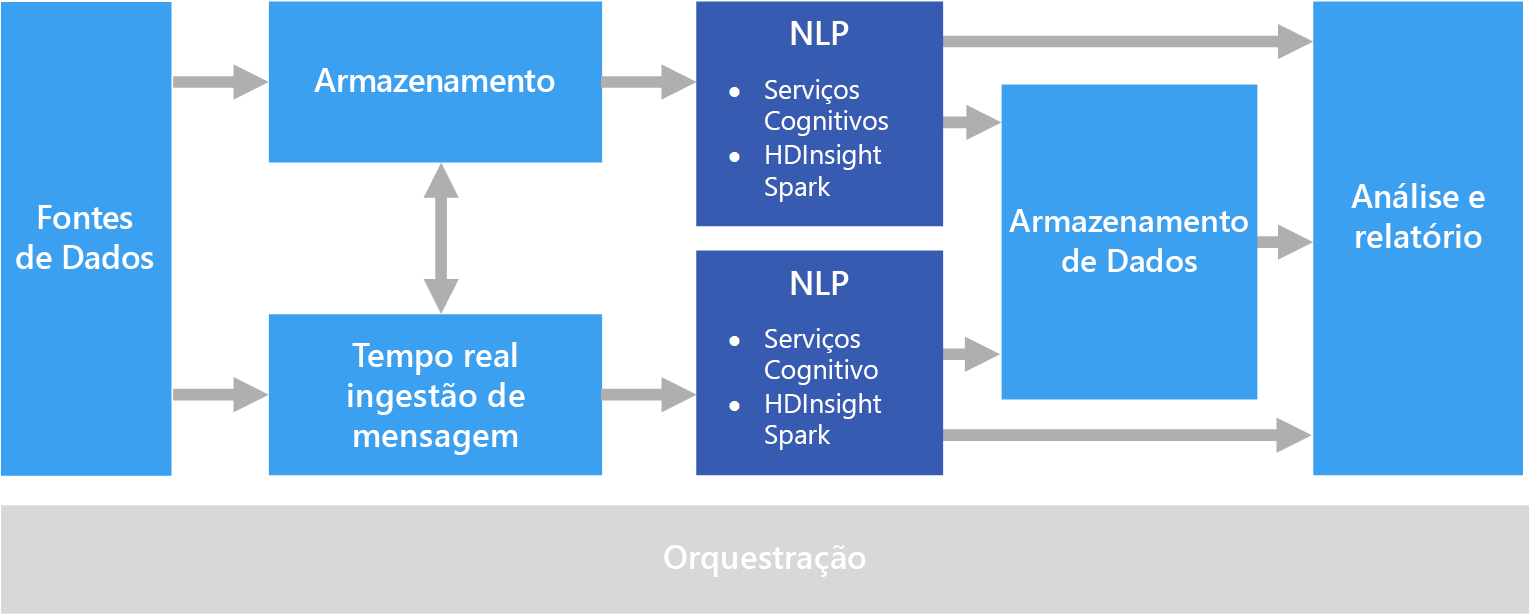 Fontes
de Dados
Armazenamento
Tempo real
ingestão de
mensagem
NLP
● Serviços
Cognitivos
● HDInsight
Spark
NLP
● Serviços
Cognitivo
● HDInsight
Spark
Armazenamento
de Dados
Análise e
relatório
Orquestração